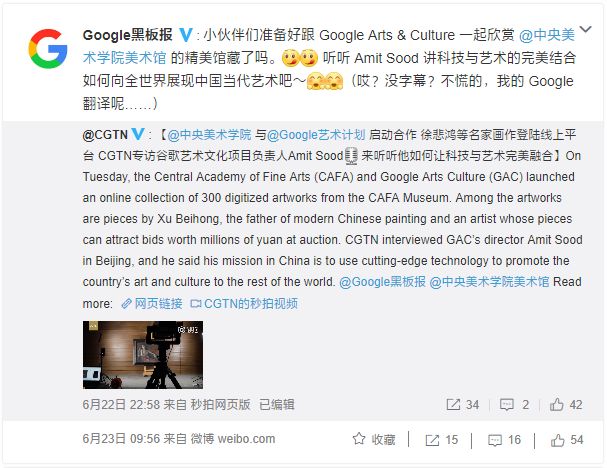 Google黑板报 V：小伙伴们准备好跟 Google Arts & Culture 一起欣赏 @中央美
术学院美术馆 的精美馆藏了吗。听听 Amit Sood 讲科技与艺术的完美结合
如何向全世界展现中国当代艺术吧～（哎？没字幕？不慌的，我的 Google
翻译呢……）
@CGTN V：【@中央美术学院 与@Google艺术计划 启动合作 徐悲鸿等名家画作登陆线上平
台 CGTN专访谷歌艺术文化项目负责人Amit Sood 来听听他如何让科技与艺术完美融合】On
Tuesday, the Central Academy of Fine Arts (CAFA) and Google Arts Culture (GAC) launched
an online collection of 300 digitized artworks from the CAFA Museum. Among the artworks
are pieces by Xu Beihong, the father of modern Chinese painting and an artist whose pieces
can attract bids worth millions of yuan at auction. CGTN interviewed GAC's director Amit Sood
in Beijing, and he said his mission in China is to use cutting-edge technology to promote the
country's art and culture to the rest of the world. @Google黑板报 @中央美术学院美术馆 Read
more: 网页链接 CGTN的秒拍视频
6月22日 22:58 来自 秒拍网页版 已编辑 34 2 42
6月23日 09:56 来自 微博 weibo.com 收藏 15 16 54